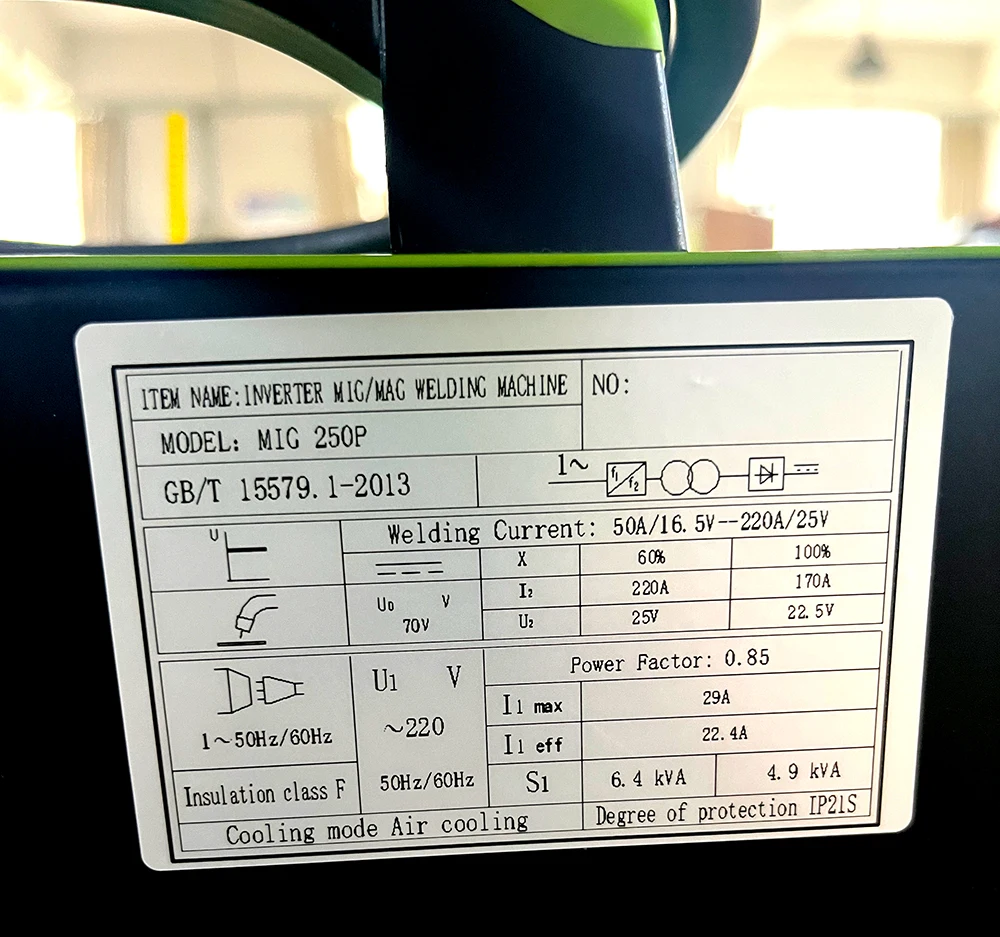 ITEM NAME:INVERTER MIG/MAG WELDING MACHINE
NO:
MODEL: MIG 250P
GB/T 15579.1-2013
1~
f₁
f₂
Welding Current: 50A/16.5V--220A/25V
U
X 60% 100%
U₀ V
70V
I₂ 220A 170A
U₂ 25V 22.5V
1~50Hz/60Hz
U₁ V
~220
50Hz/60Hz
Power Factor: 0.85
I₁ max 29A
I₁ eff 22.4A
S₁ 6.4 kVA 4.9 kVA
Insulation class F
Cooling mode Air cooling
Degree of protection IP21S